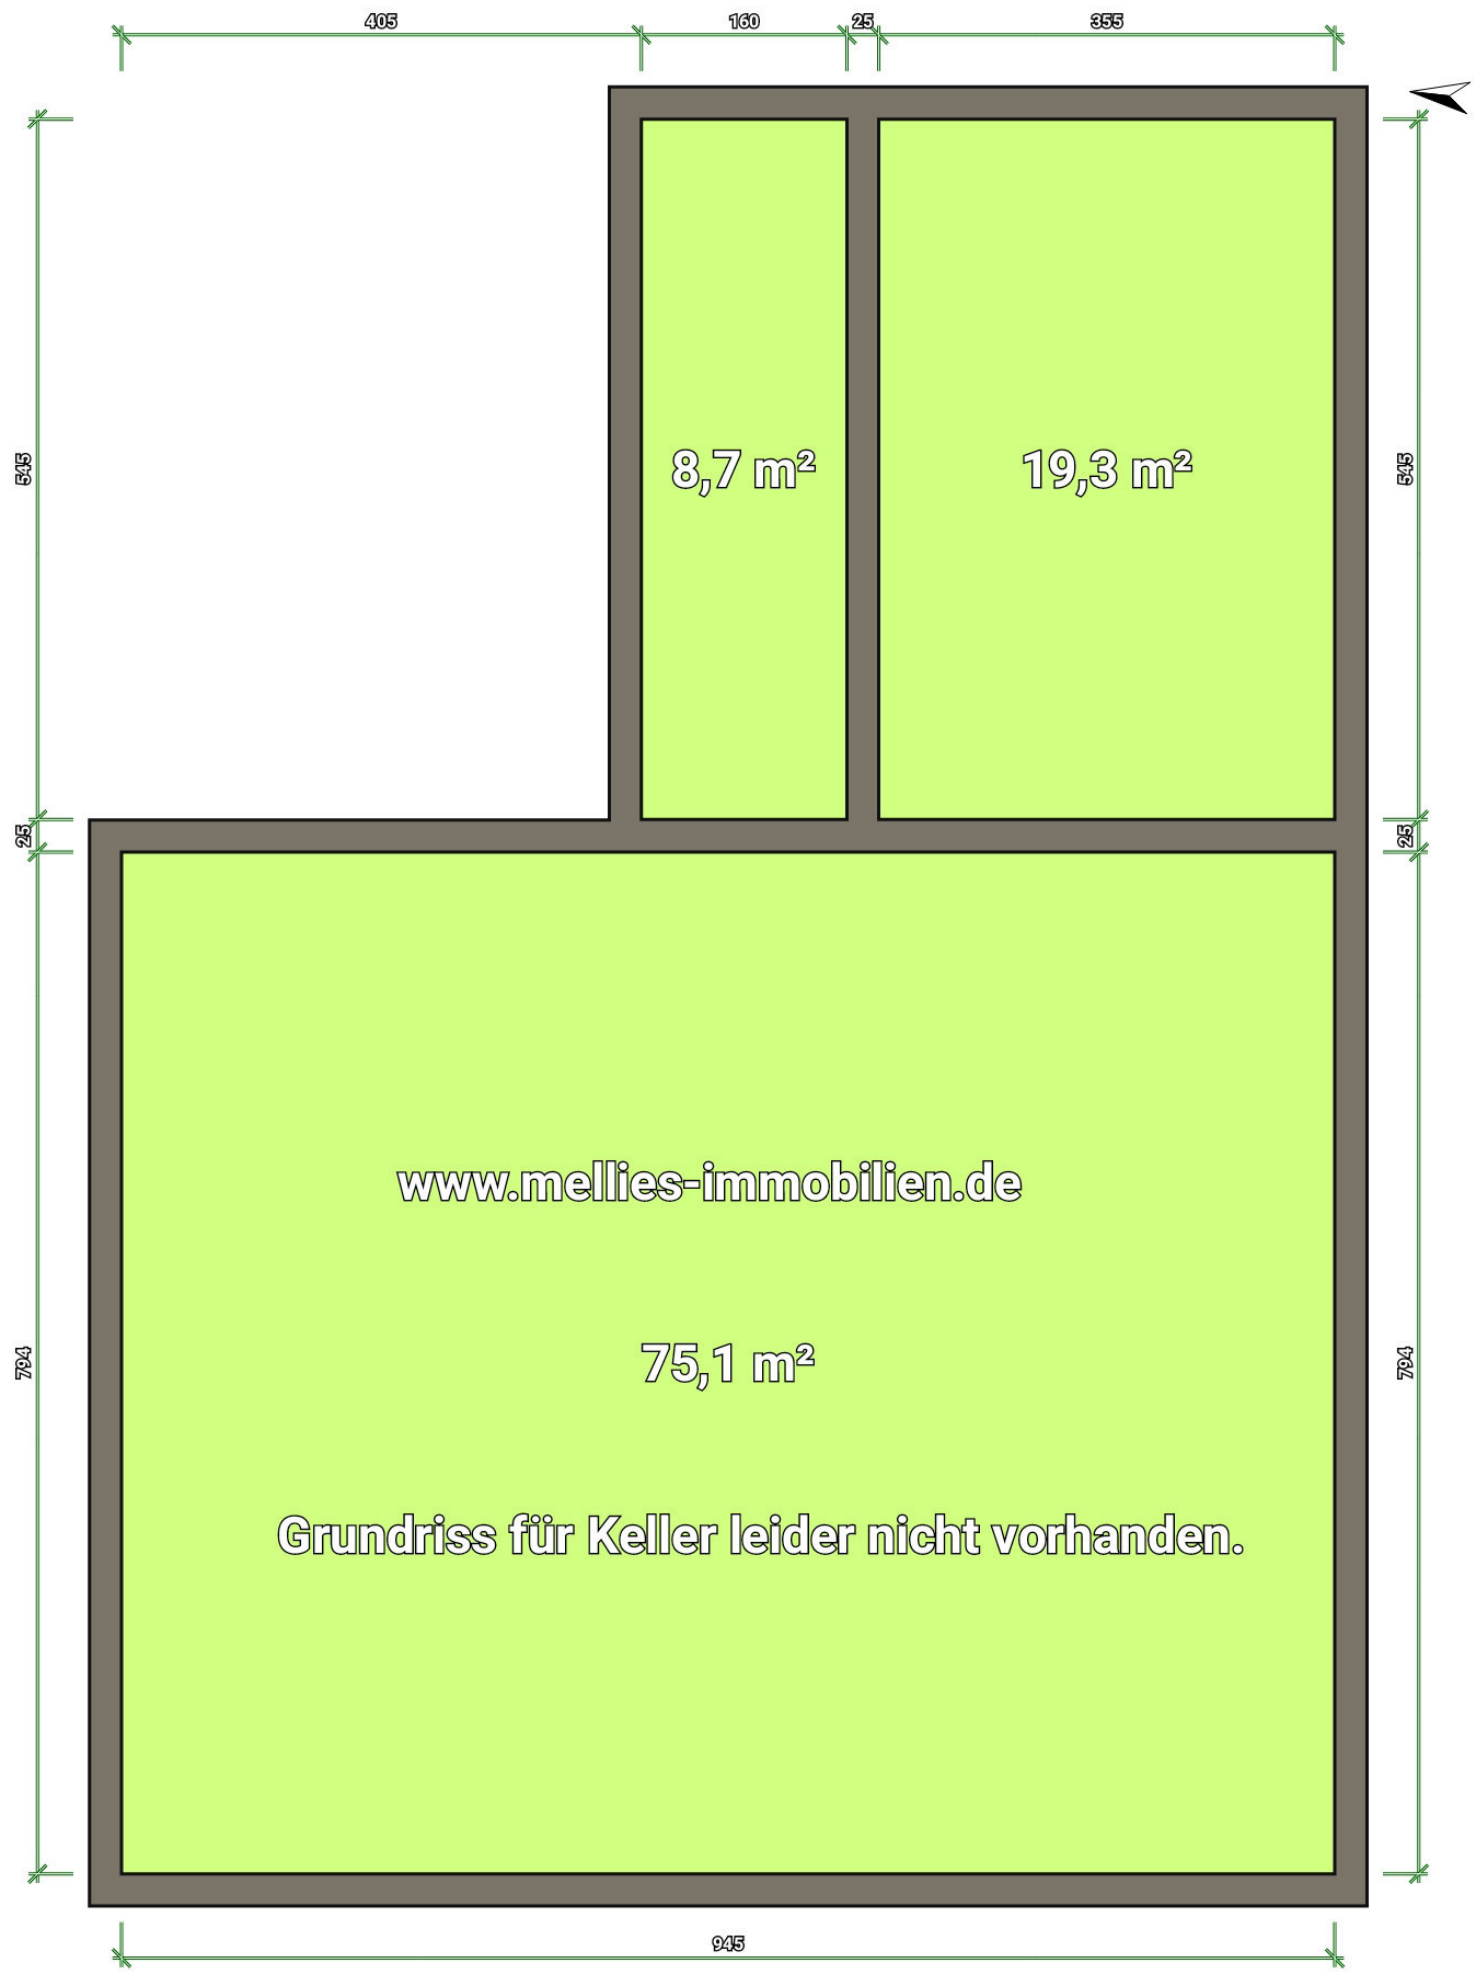 405
160
25
355
8,7 m²
19,3 m²
545
545
25
25
www.mellies-immobilien.de
75,1 m²
794
794
Grundriss für Keller leider nicht vorhanden.
945